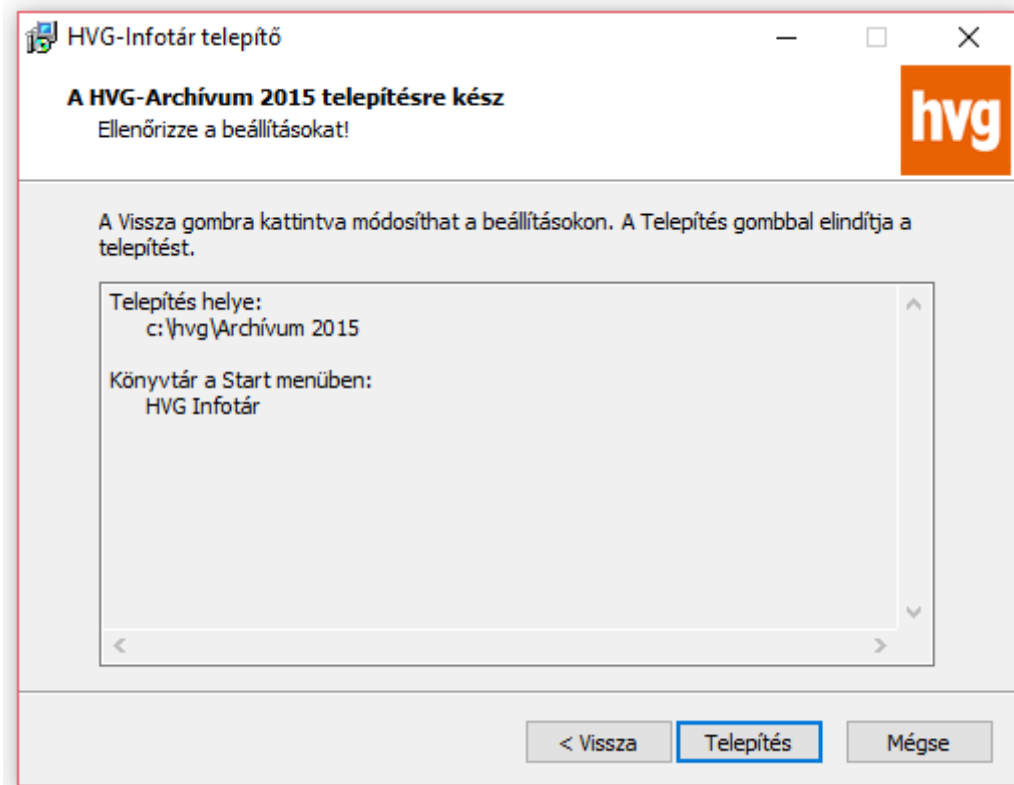 HVG-Infotár telepítő
A HVG-Archívum 2015 telepítésre kész
Ellenőrizze a beállításokat!
hvg
A Vissza gombra kattintva módosíthat a beállításokon. A Telepítés gombbal elindítja a
telepítést.
Telepítés helye:
c:\hvg\Archívum 2015
Könyvtár a Start menüben:
HVG Infotár
< Vissza
Telepítés
Mégse